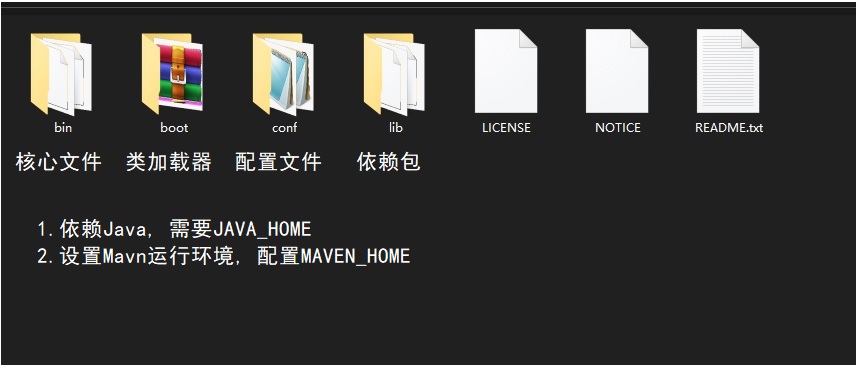 bin boot conf lib LICENSE NOTICE README.txt
核心文件 类加载器 配置文件 依赖包
1.依赖Java, 需要JAVA_HOME
2.设置Mavn运行环境, 配置MAVEN_HOME